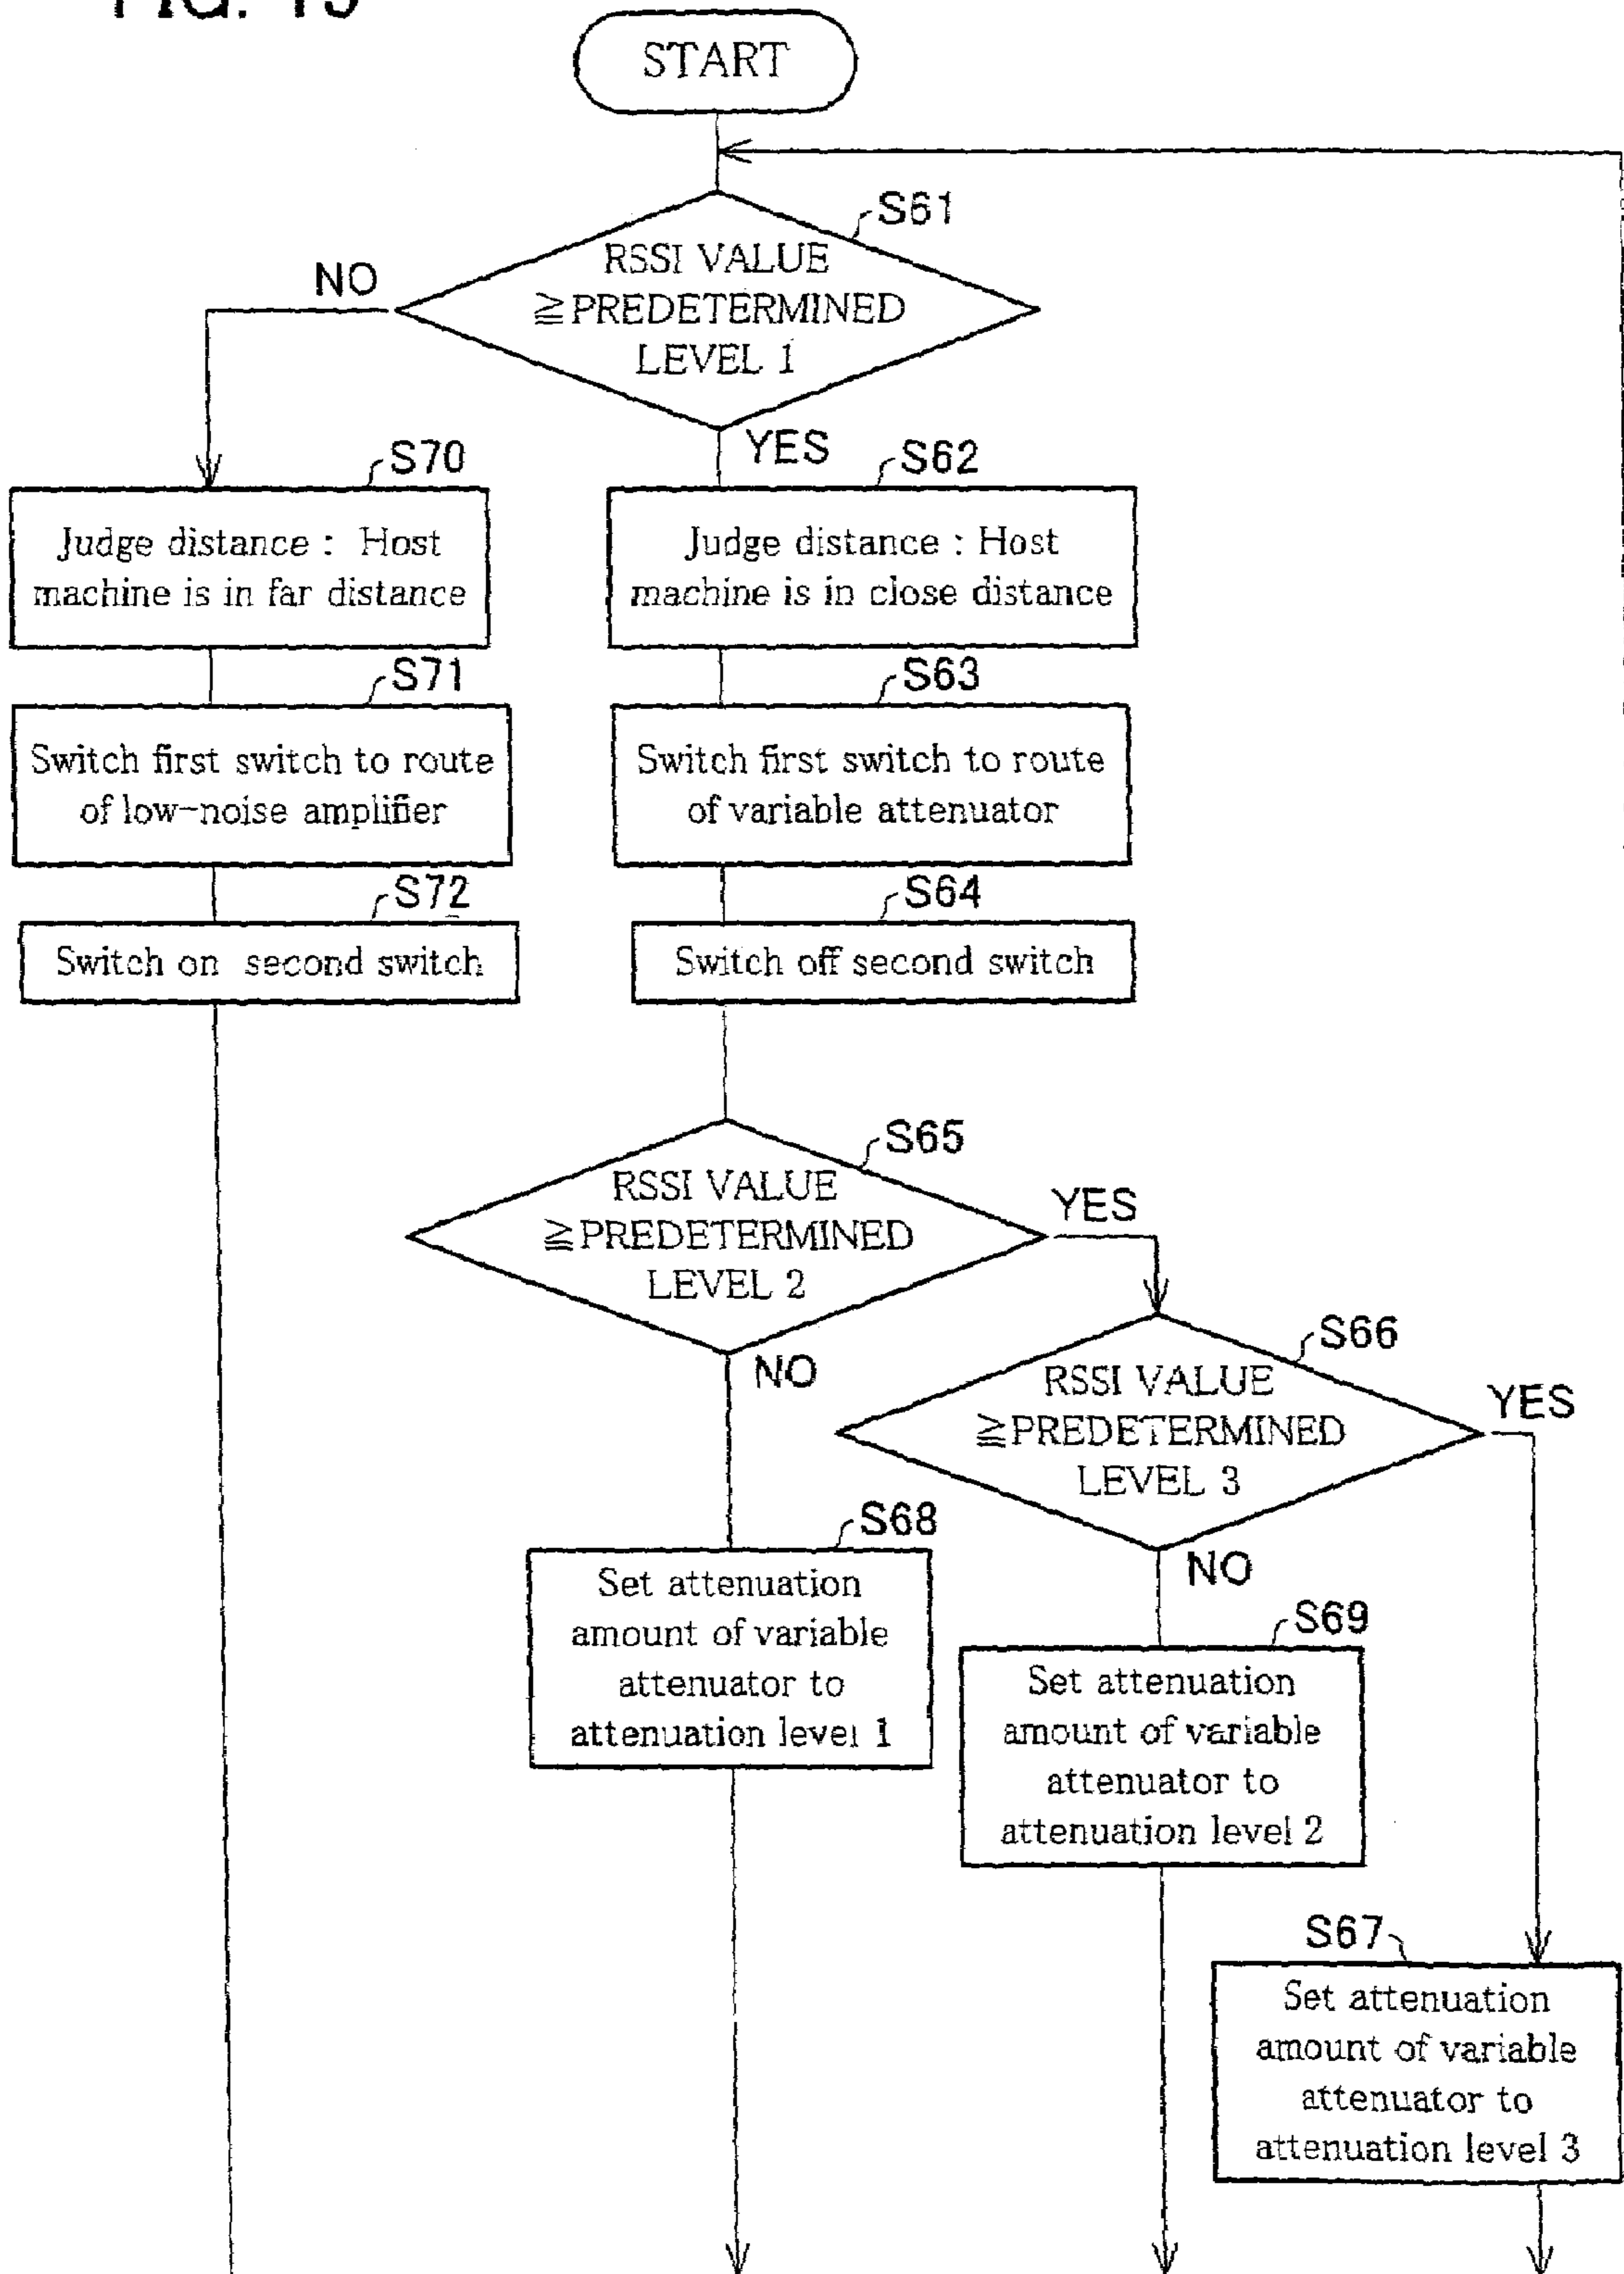 FIG. 15
START
S61
RSSI VALUE
≧PREDETERMINED
LEVEL 1
NO
YES
S70
Judge distance : Host
machine is in far distance
S62
Judge distance : Host
machine is in close distance
S71
Switch first switch to route
of low-noise amplifier
S63
Switch first switch to route
of variable attenuator
S72
Switch on second switch
S64
Switch off second switch
S65
RSSI VALUE
≧PREDETERMINED
LEVEL 2
YES
NO
S66
RSSI VALUE
≧PREDETERMINED
LEVEL 3
YES
NO
S68
Set attenuation
amount of variable
attenuator to
attenuation level 1
S69
Set attenuation
amount of variable
attenuator to
attenuation level 2
S67
Set attenuation
amount of variable
attenuator to
attenuation level 3